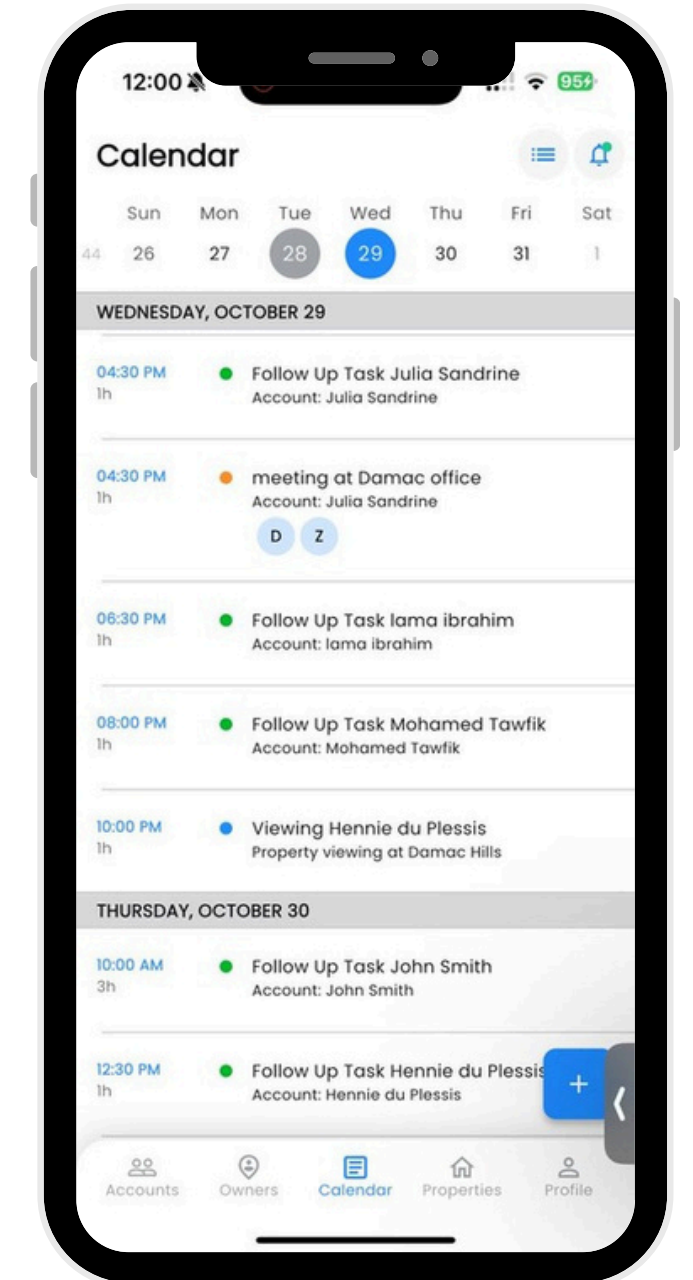 12:00
95
Calendar
Sun Mon Tue Wed Thu Fri Sat
44 26 27 28 29 30 31 1
WEDNESDAY, OCTOBER 29
04:30 PM Follow Up Task Julia Sandrine
1h Account: Julia Sandrine
04:30 PM meeting at Damac office
1h Account: Julia Sandrine
D Z
06:30 PM Follow Up Task lama ibrahim
1h Account: lama ibrahim
08:00 PM Follow Up Task Mohamed Tawfik
1h Account: Mohamed Tawfik
10:00 PM Viewing Hennie du Plessis
1h Property viewing at Damac Hills
THURSDAY, OCTOBER 30
10:00 AM Follow Up Task John Smith
3h Account: John Smith
12:30 PM Follow Up Task Hennie du Plessis
1h Account: Hennie du Plessis
+
Accounts Owners Calendar Properties Profile